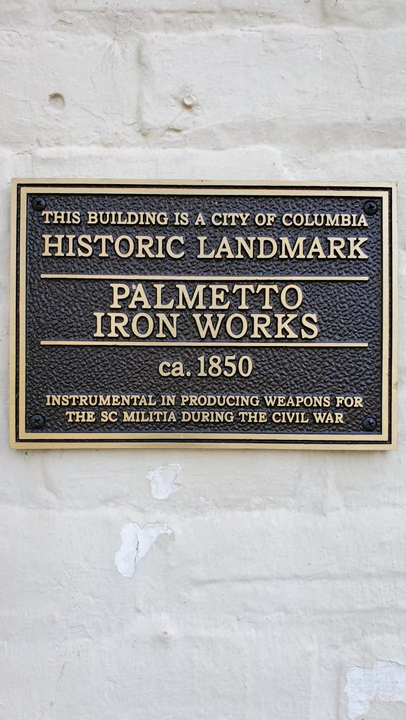 THIS BUILDING IS A CITY OF COLUMBIA
HISTORIC LANDMARK
PALMETTO
IRON WORKS
ca. 1850
INSTRUMENTAL IN PRODUCING WEAPONS FOR
THE SC MILITIA DURING THE CIVIL WAR